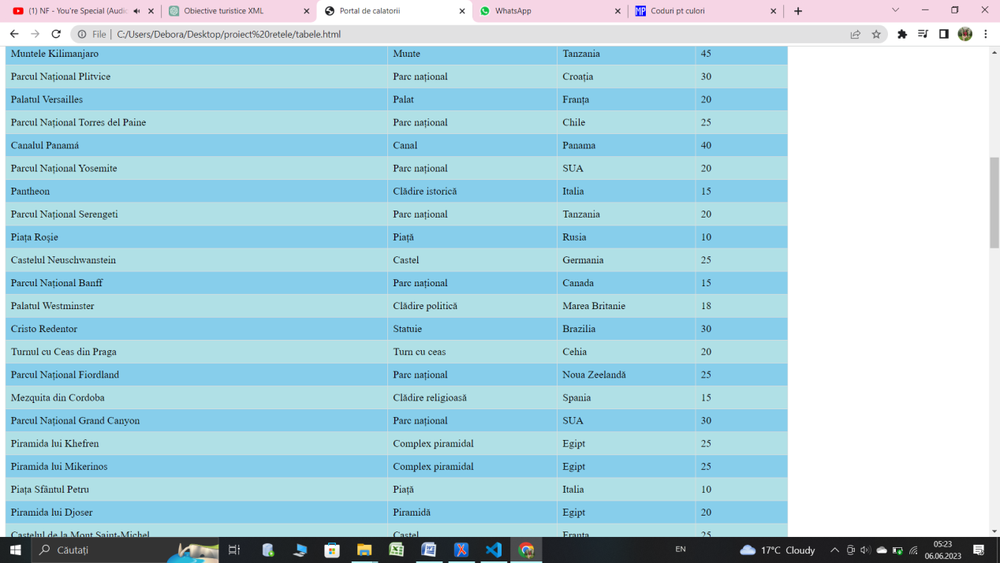 (1) NF - You're Special (Audio
Obiective turistice XML
Portal de calatorii
WhatsApp
MP Coduri pt culori
File | C:/Users/Debora/Desktop/proiect%20retele/tabele.html
Muntele Kilimanjaro Munte Tanzania 45
Parcul Național Plitvice Parc național Croația 30
Palatul Versailles Palat Franța 20
Parcul Național Torres del Paine Parc național Chile 25
Canalul Panamá Canal Panama 40
Parcul Național Yosemite Parc național SUA 20
Pantheon Clădire istorică Italia 15
Parcul Național Serengeti Parc național Tanzania 20
Piața Roșie Piață Rusia 10
Castelul Neuschwanstein Castel Germania 25
Parcul Național Banff Parc național Canada 15
Palatul Westminster Clădire politică Marea Britanie 18
Cristo Redentor Statuie Brazilia 30
Turnul cu Ceas din Praga Turn cu ceas Cehia 20
Parcul Național Fiordland Parc național Noua Zeelandă 25
Mezquita din Cordoba Clădire religioasă Spania 15
Parcul Național Grand Canyon Parc național SUA 30
Piramida lui Khefren Complex piramidal Egipt 25
Piramida lui Mikerinos Complex piramidal Egipt 25
Piața Sfântul Petru Piață Italia 10
Piramida lui Djoser Piramidă Egipt 20
Castelul de la Mont Saint-Michel Castel Franța 25
Căutați
EN
17°C Cloudy
05:23
06.06.2023